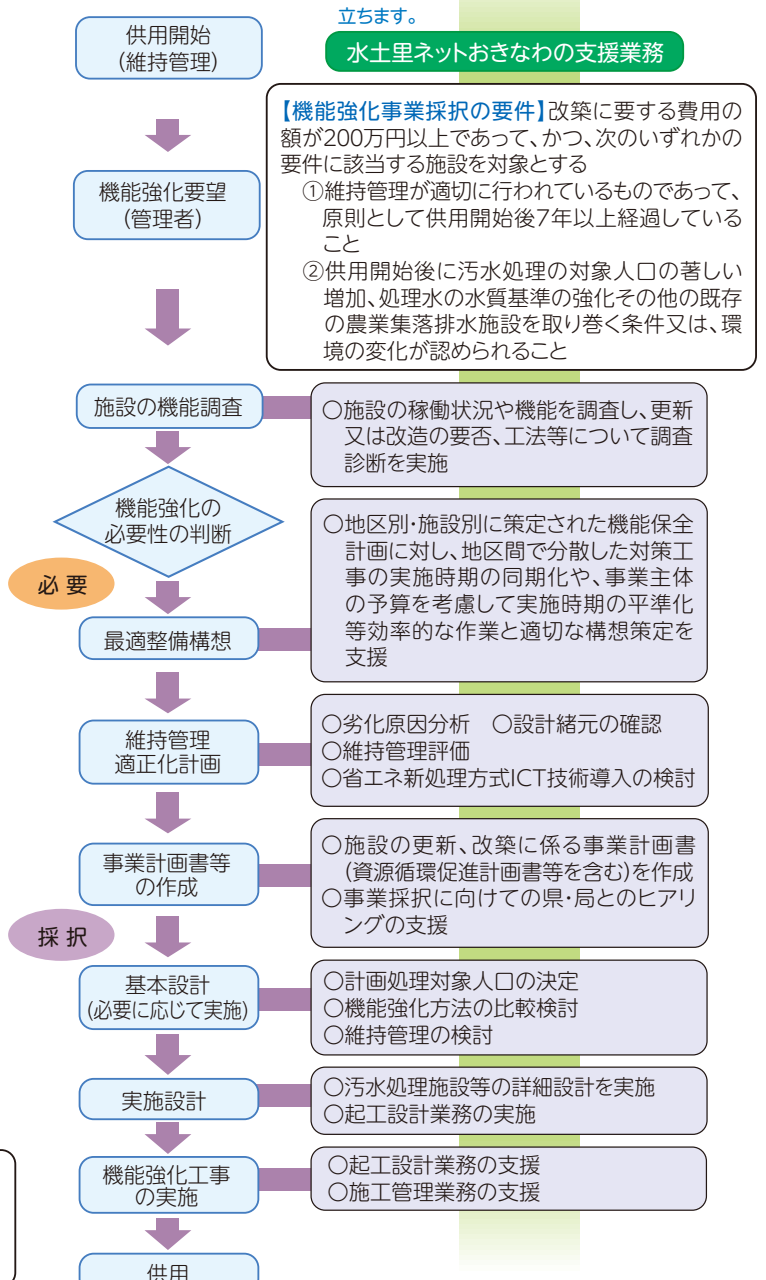 立ちます。
供用開始
(維持管理)
水土里ネットおきなわの支援業務
【機能強化事業採択の要件】改築に要する費用の
額が200万円以上であって、かつ、次のいずれかの
要件に該当する施設を対象とする
①維持管理が適切に行われているものであって、
原則として供用開始後7年以上経過している
こと
②供用開始後に汚水処理の対象人口の著しい
増加、処理水の水質基準の強化その他の既存
の農業集落排水施設を取り巻く条件又は、環
境の変化が認められること
機能強化要望
(管理者)
施設の機能調査
○施設の稼働状況や機能を調査し、更新
又は改造の要否、工法等について調査
診断を実施
機能強化の
必要性の判断
必 要
○地区別・施設別に策定された機能保全
計画に対し、地区間で分散した対策工
事の実施時期の同期化や、事業主体
の予算を考慮して実施時期の平準化
等効率的な作業と適切な構想策定を
支援
最適整備構想
維持管理
適正化計画
○劣化原因分析　○設計緒元の確認
○維持管理評価
○省エネ新処理方式ICT技術導入の検討
事業計画書等
の作成
○施設の更新、改築に係る事業計画書
(資源循環促進計画書等を含む)を作成
○事業採択に向けての県・局とのヒアリ
ングの支援
採 択
基本設計
(必要に応じて実施)
○計画処理対象人口の決定
○機能強化方法の比較検討
○維持管理の検討
実施設計
○汚水処理施設等の詳細設計を実施
○起工設計業務の実施
機能強化工事
の実施
○起工設計業務の支援
○施工管理業務の支援
供用